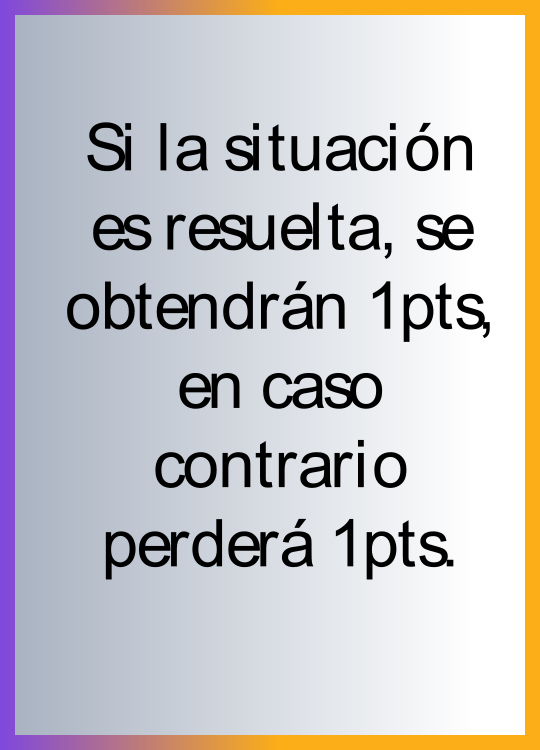 Si la situación
es resuelta, se
obtendrán 1pts,
en caso
contrario
perderá 1pts.